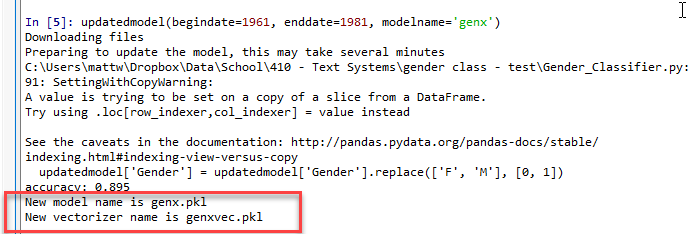 In [5]: updatedmodel(begindate=1961, enddate=1981, modelname='genx')
Downloading files
Preparing to update the model, this may take several minutes
C:\Users\mattw\Dropbox\Data\School\410 - Text Systems\gender class - test\Gender_Classifier.py:
91: SettingWithCopyWarning:
A value is trying to be set on a copy of a slice from a DataFrame.
Try using .loc[row_indexer,col_indexer] = value instead
See the caveats in the documentation: http://pandas.pydata.org/pandas-docs/stable/
indexing.html#indexing-view-versus-copy
updatedmodel['Gender'] = updatedmodel['Gender'].replace(['F', 'M'], [0, 1])
accuracy: 0.895
New model name is genx.pkl
New vectorizer name is genxvec.pkl